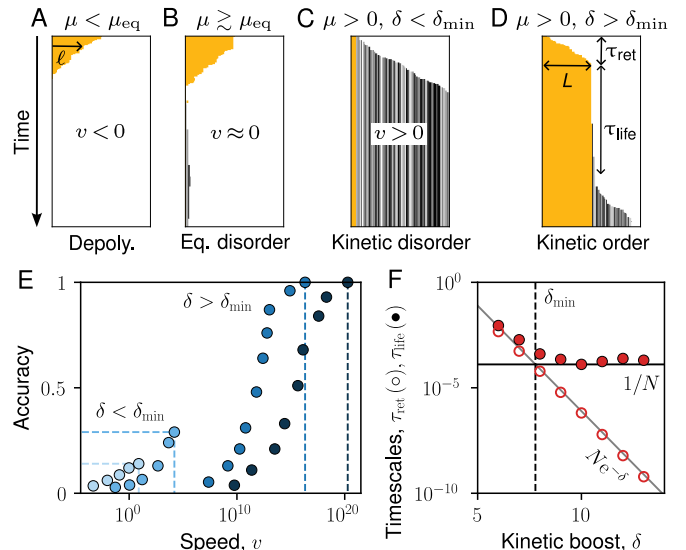 A μ < μeq
B μ ≳ μeq
C μ > 0, δ < δmin
D μ > 0, δ > δmin
Time
ℓ
v < 0
v ≈ 0
v > 0
L
τret
τlife
Depoly.
Eq. disorder
Kinetic disorder
Kinetic order
E
Accuracy
1
0.5
0
δ > δmin
δ < δmin
10^0
10^10
10^20
Speed, v
F
Timescales, τret (○), τlife (●)
10^0
10^−5
10^−10
δmin
1/N
Ne^−δ
5
10
Kinetic boost, δ